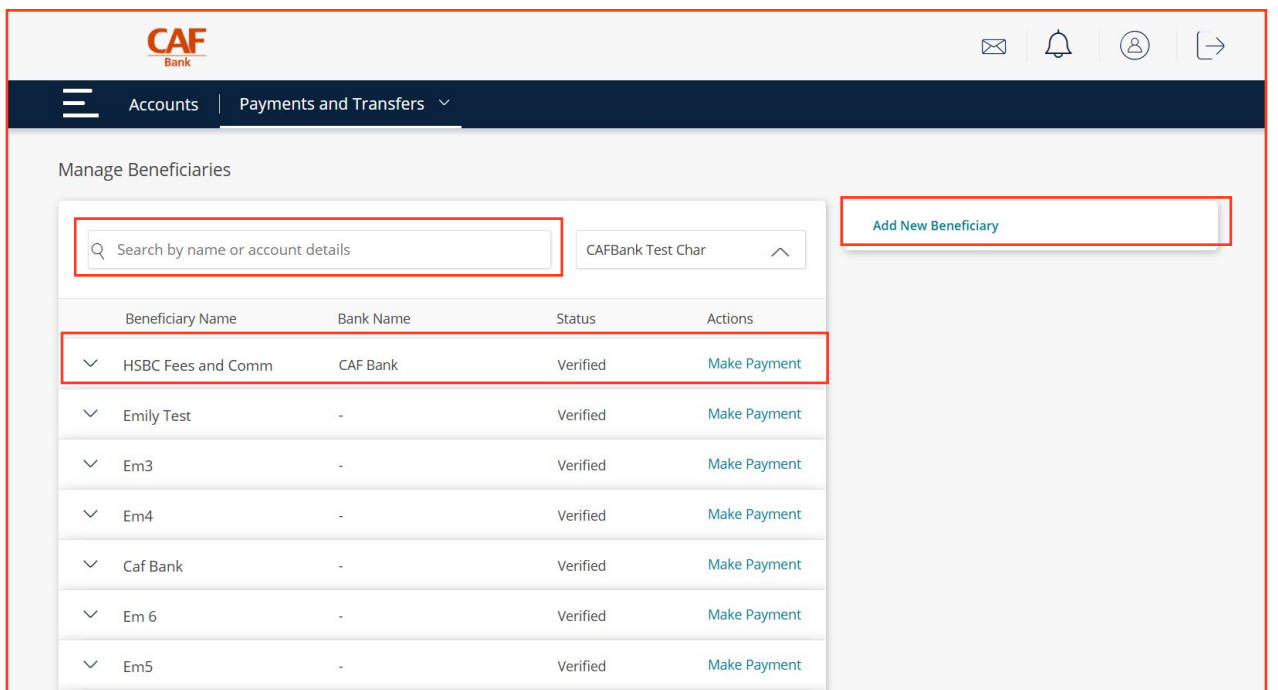 CAF
Bank
Accounts | Payments and Transfers
Manage Beneficiaries
Search by name or account details
CAFBank Test Char
Add New Beneficiary
Beneficiary Name Bank Name Status Actions
HSBC Fees and Comm CAF Bank Verified Make Payment
Emily Test - Verified Make Payment
Em3 - Verified Make Payment
Em4 - Verified Make Payment
Caf Bank - Verified Make Payment
Em 6 - Verified Make Payment
Em5 - Verified Make Payment